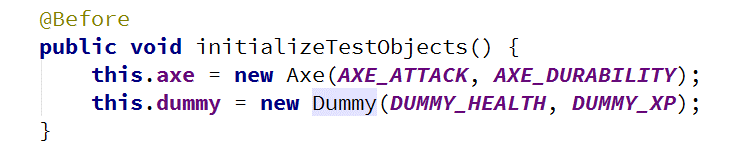 @Before
public void initializeTestObjects() {
this.axe = new Axe(AXE_ATTACK, AXE_DURABILITY);
this.dummy = new Dummy(DUMMY_HEALTH, DUMMY_XP);
}